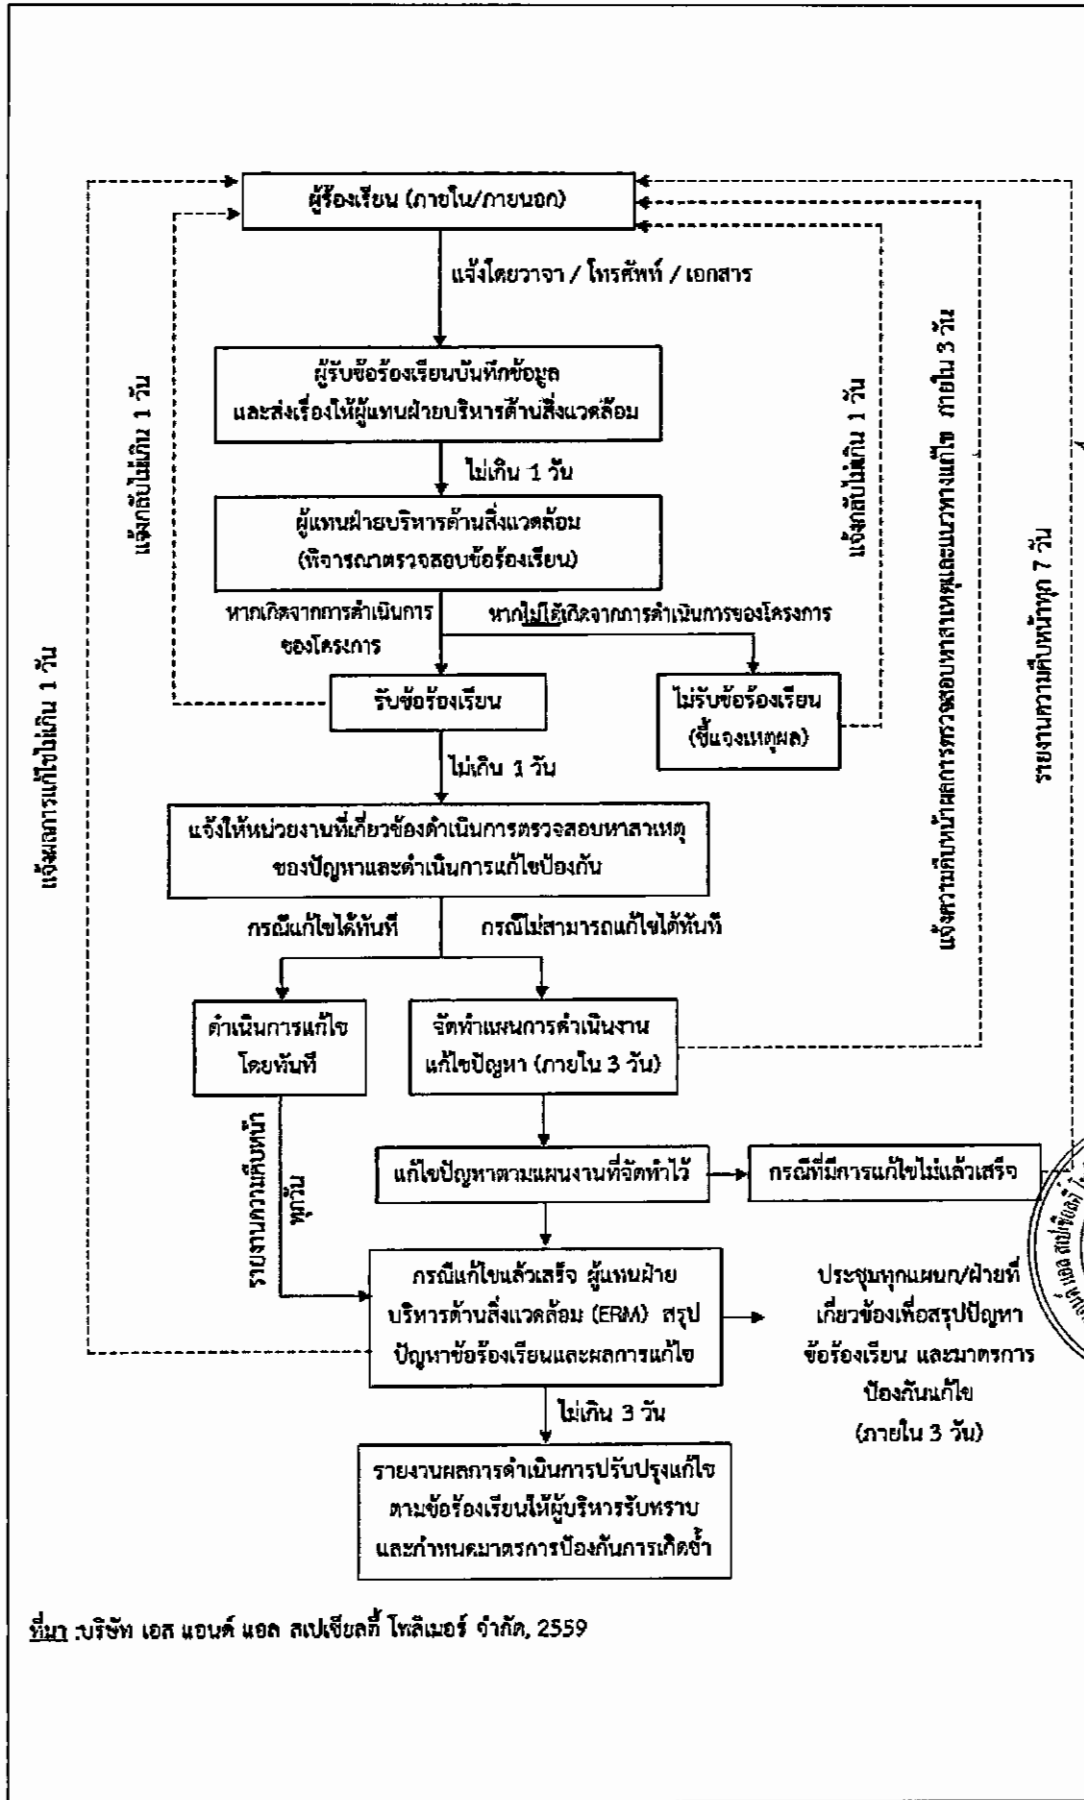 ผู้ร้องเรียน (ภายใน/ภายนอก)
แจ้งโดยวาจา / โทรศัพท์ / เอกสาร
ผู้รับข้อร้องเรียนบันทึกข้อมูล
และส่งเรื่องให้ผู้แทนฝ่ายบริหารด้านสิ่งแวดล้อม
ไม่เกิน 1 วัน
ผู้แทนฝ่ายบริหารด้านสิ่งแวดล้อม
(พิจารณาตรวจสอบข้อร้องเรียน)
หากเกิดจากการดำเนินการ
ของโครงการ
หากไม่ได้เกิดจากการดำเนินการของโครงการ
รับข้อร้องเรียน
ไม่รับข้อร้องเรียน
(ชี้แจงเหตุผล)
แจ้งกลับไม่เกิน 1 วัน
แจ้งกลับไม่เกิน 1 วัน
ไม่เกิน 1 วัน
แจ้งให้หน่วยงานที่เกี่ยวข้องดำเนินการตรวจสอบหาสาเหตุ
ของปัญหาและดำเนินการแก้ไขป้องกัน
กรณีแก้ไขได้ทันที
กรณีไม่สามารถแก้ไขได้ทันที
ดำเนินการแก้ไข
โดยทันที
จัดทำแผนการดำเนินงาน
แก้ไขปัญหา (ภายใน 3 วัน)
แจ้งความคืบหน้าผลการตรวจสอบหาสาเหตุและแนวทางแก้ไข ภายใน 3 วัน
รายงานความคืบหน้า
ทุกวัน
แก้ไขปัญหาตามแผนงานที่จัดทำไว้
กรณีที่มีการแก้ไขไม่แล้วเสร็จ
รายงานความคืบหน้าทุก 7 วัน
กรณีแก้ไขแล้วเสร็จ ผู้แทนฝ่าย
บริหารด้านสิ่งแวดล้อม (ERM) สรุป
ปัญหาข้อร้องเรียนและผลการแก้ไข
แจ้งผลการแก้ไขไม่เกิน 1 วัน
ประชุมทุกแผนก/ฝ่ายที่
เกี่ยวข้องเพื่อสรุปปัญหา
ข้อร้องเรียน และมาตรการ
ป้องกันแก้ไข
(ภายใน 3 วัน)
ไม่เกิน 3 วัน
รายงานผลการดำเนินการปรับปรุงแก้ไข
ตามข้อร้องเรียนให้ผู้บริหารรับทราบ
และกำหนดมาตรการป้องกันการเกิดซ้ำ
ที่มา :บริษัท เอส แอนด์ แอล สเปเชียลตี้ โพลิเมอร์ จำกัด, 2559